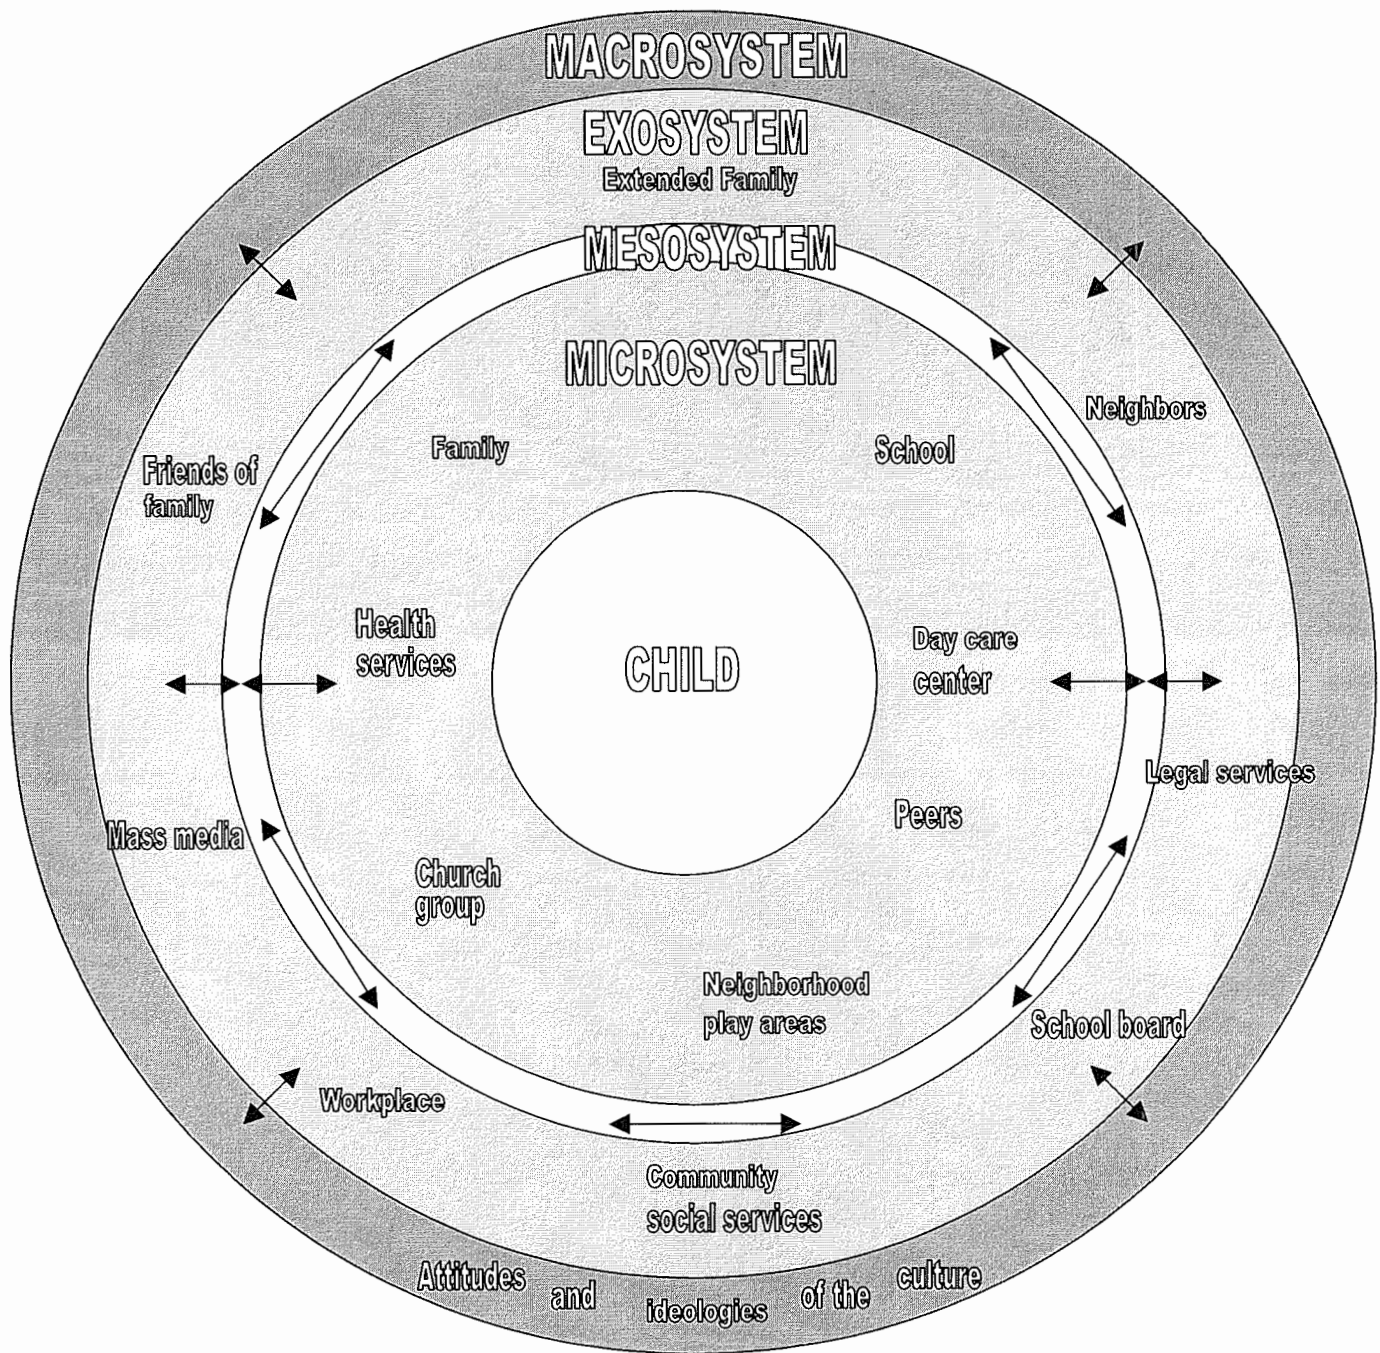 MACROSYSTEM
EXOSYSTEM
Extended Family
MESOSYSTEM
MICROSYSTEM
Neighbors
Family
School
Friends of
family
Health
services
CHILD
Day care
center
Legal services
Peers
Mass media
Church
group
Neighborhood
play areas
School board
Workplace
Community
social services
Attitudes and ideologies of the culture